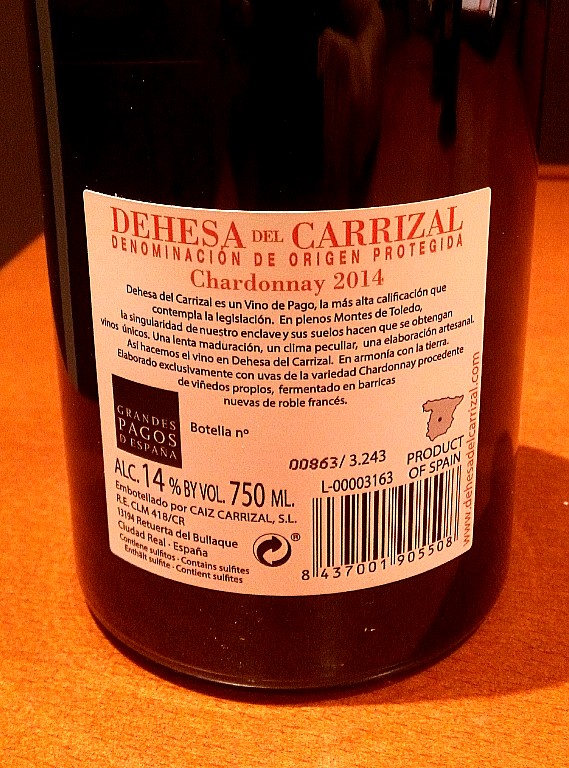 DEHESA DEL CARRIZAL
DENOMINACIÓN DE ORIGEN PROTEGIDA
Chardonnay 2014
Dehesa del Carrizal es un Vino de Pago, la más alta calificación que
contempla la legislación. En plenos Montes de Toledo,
la singularidad de nuestro enclave y sus suelos hacen que se obtengan
vinos únicos. Una lenta maduración, un clima peculiar, una elaboración artesanal.
Así hacemos el vino en Dehesa del Carrizal. En armonía con la tierra.
Elaborado exclusivamente con uvas de la variedad Chardonnay procedente
de viñedos propios, fermentado en barricas
nuevas de roble francés.
GRANDES
PAGOS
D ESPAÑA
Botella nº
00863/ 3.243
L-00003163
PRODUCT
OF SPAIN
www.dehesadelcarrizal.com
ALC. 14 % BY VOL. 750 ML.
Embotellado por CAIZ CARRIZAL, S.L.
R.E. CLM 418/CR
13194 Retuerta del Bullaque
Ciudad Real - España
Contiene sulfitos - Contains sulfites
Enthält sulfite - Contient sulfites
®
8 437001 905508